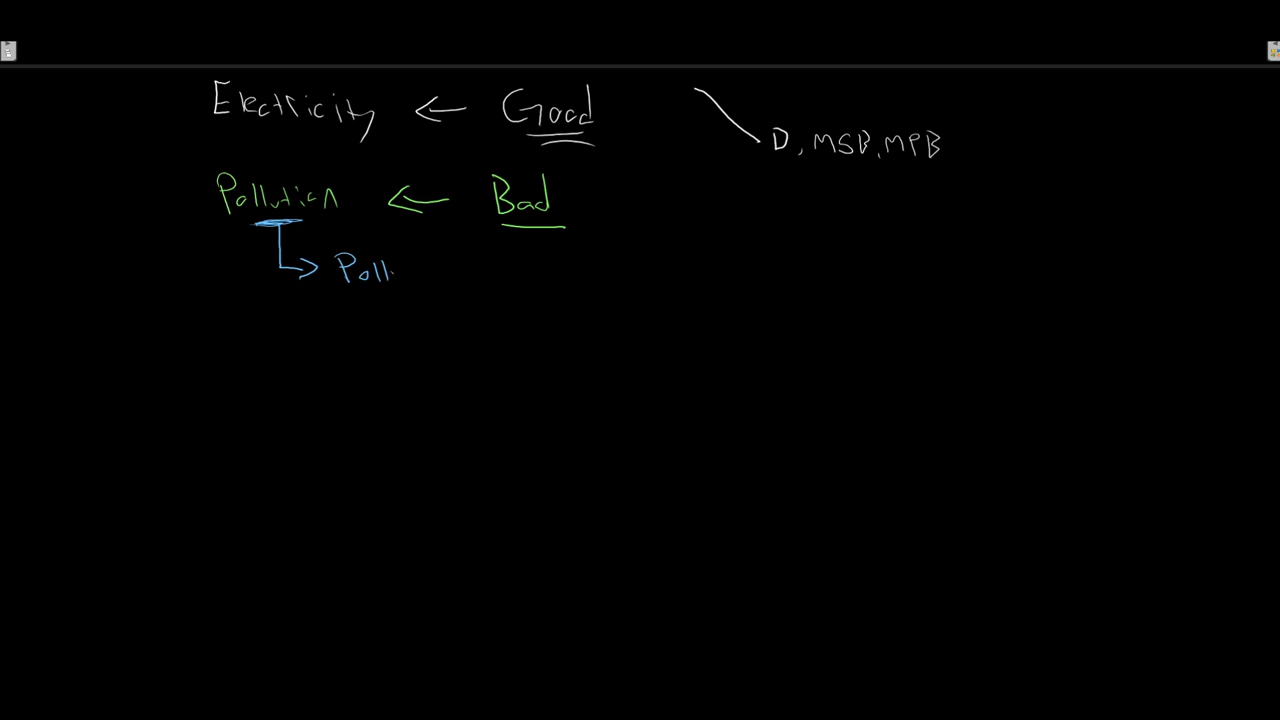 Electricity ← Good
D, MSB, MPB
Pollution ← Bad
Poll